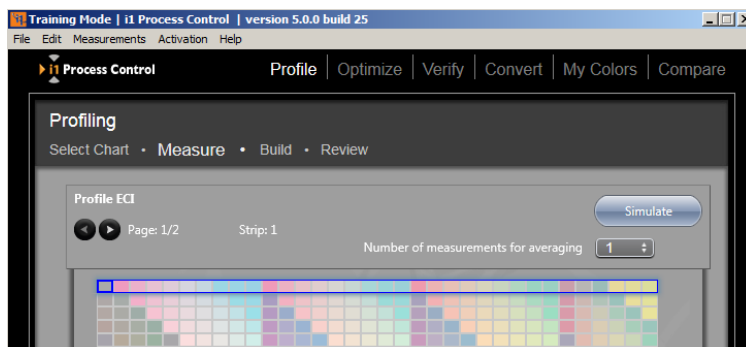 Training Mode | i1 Process Control | version 5.0.0 build 25
File Edit Measurements Activation Help
i1 Process Control Profile Optimize Verify Convert My Colors Compare
Profiling
Select Chart • Measure • Build • Review
Profile ECI
Simulate
Page: 1/2 Strip: 1
Number of measurements for averaging 1